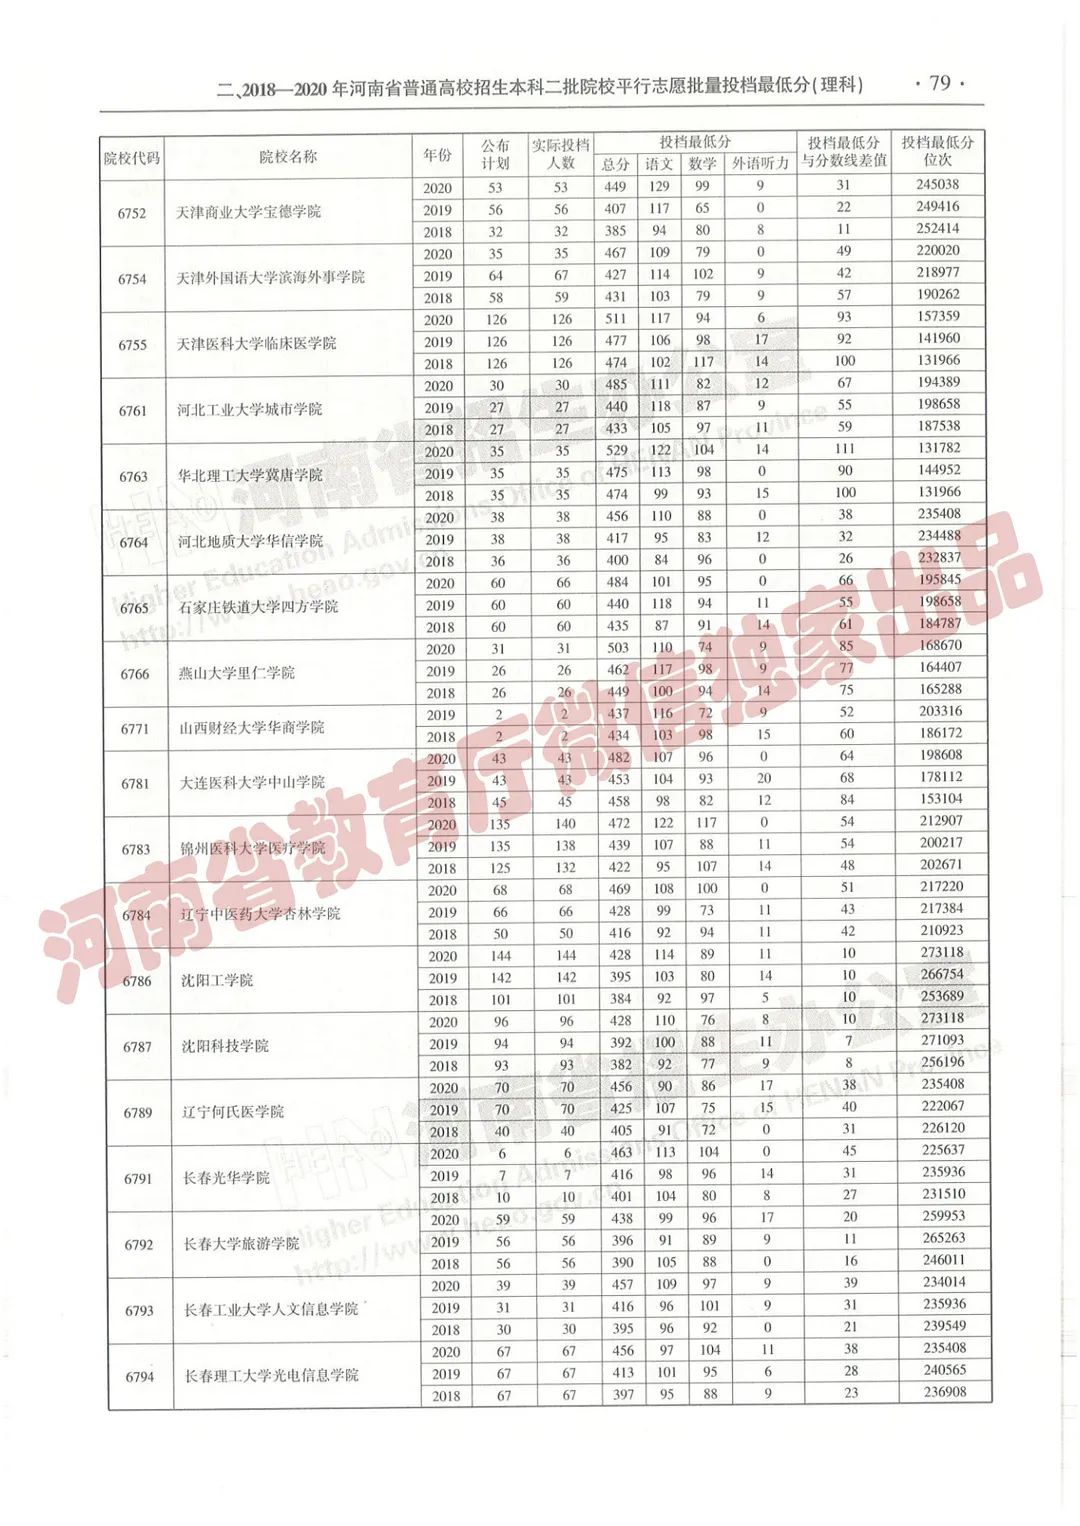 二、2018—2020 年河南省普通高校招生本科二批院校平行志愿批量投档最低分(理科) · 79 ·
院校代码 院校名称 年份 公布计划 实际投档人数 投档最低分 投档最低分与分数线差值 投档最低分位次
总分 语文 数学 外语听力
6752 天津商业大学宝德学院
2020 53 53 449 129 99 9 31 245038
2019 56 56 407 117 65 0 22 249416
2018 32 32 385 94 80 8 11 252414
6754 天津外国语大学滨海外事学院
2020 35 35 467 109 79 0 49 220020
2019 64 67 427 114 102 9 42 218977
2018 58 59 431 103 79 9 57 190262
6755 天津医科大学临床医学院
2020 126 126 511 117 94 6 93 157359
2019 126 126 477 106 98 17 92 141960
2018 126 126 474 102 117 14 100 131966
6761 河北工业大学城市学院
2020 30 30 485 111 82 12 67 194389
2019 27 27 440 118 87 9 55 198658
2018 27 27 433 105 97 11 59 187538
6763 华北理工大学冀唐学院
2020 35 35 529 122 104 14 111 131782
2019 35 35 475 113 98 0 90 144952
2018 35 35 474 99 93 15 100 131966
6764 河北地质大学华信学院
2020 38 38 456 110 88 0 38 235408
2019 38 38 417 95 83 12 32 234488
2018 36 36 400 84 96 0 26 232837
6765 石家庄铁道大学四方学院
2020 60 66 484 101 95 0 66 195845
2019 60 60 440 118 94 11 55 198658
2018 60 60 435 87 91 14 61 184787
6766 燕山大学里仁学院
2020 31 31 503 110 74 9 85 168670
2019 26 26 462 117 98 9 77 164407
2018 26 26 449 100 94 14 75 165288
6771 山西财经大学华商学院
2019 2 2 437 116 72 9 52 203316
2018 2 2 434 103 98 15 60 186172
6781 大连医科大学中山学院
2020 43 43 482 107 96 0 64 198608
2019 43 43 453 104 93 20 68 178112
2018 45 45 458 98 82 12 84 153104
6783 锦州医科大学医疗学院
2020 135 140 472 122 117 0 54 212907
2019 135 138 439 107 88 11 54 200217
2018 125 132 422 95 107 14 48 202671
6784 辽宁中医药大学杏林学院
2020 68 68 469 108 100 0 51 217220
2019 66 66 428 99 73 11 43 217384
2018 50 50 416 92 94 11 42 210923
6786 沈阳工学院
2020 144 144 428 114 89 11 10 273118
2019 142 142 395 103 80 14 10 266754
2018 101 101 384 92 97 5 10 253689
6787 沈阳科技学院
2020 96 96 428 110 76 8 10 273118
2019 94 94 392 100 88 11 7 271093
2018 93 93 382 92 77 9 8 256196
6789 辽宁何氏医学院
2020 70 70 456 90 86 17 38 235408
2019 70 70 425 107 75 15 40 222067
2018 40 40 405 91 72 0 31 226120
6791 长春光华学院
2020 6 6 463 113 104 0 45 225637
2019 7 7 416 98 96 14 31 235936
2018 10 10 401 104 80 8 27 231510
6792 长春大学旅游学院
2020 59 59 438 99 96 17 20 259953
2019 56 56 396 91 89 9 11 265263
2018 56 56 390 105 88 0 16 246011
6793 长春工业大学人文信息学院
2020 39 39 457 109 97 9 39 234014
2019 31 31 416 96 101 9 31 235936
2018 30 30 395 96 92 0 21 239549
6794 长春理工大学光电信息学院
2020 67 67 456 97 104 11 38 235408
2019 67 67 413 101 95 6 28 240565
2018 67 67 397 95 88 9 23 236908
河南省教育厅微信独家出品
HEAO 河南省招生办公室
Higher Education Admissions Office of HENAN Province
http://www.heao.gov.cn
HEAO 河南省招生办公室
Higher Education Admissions Office of HENAN Province
http://www.heao.gov.cn